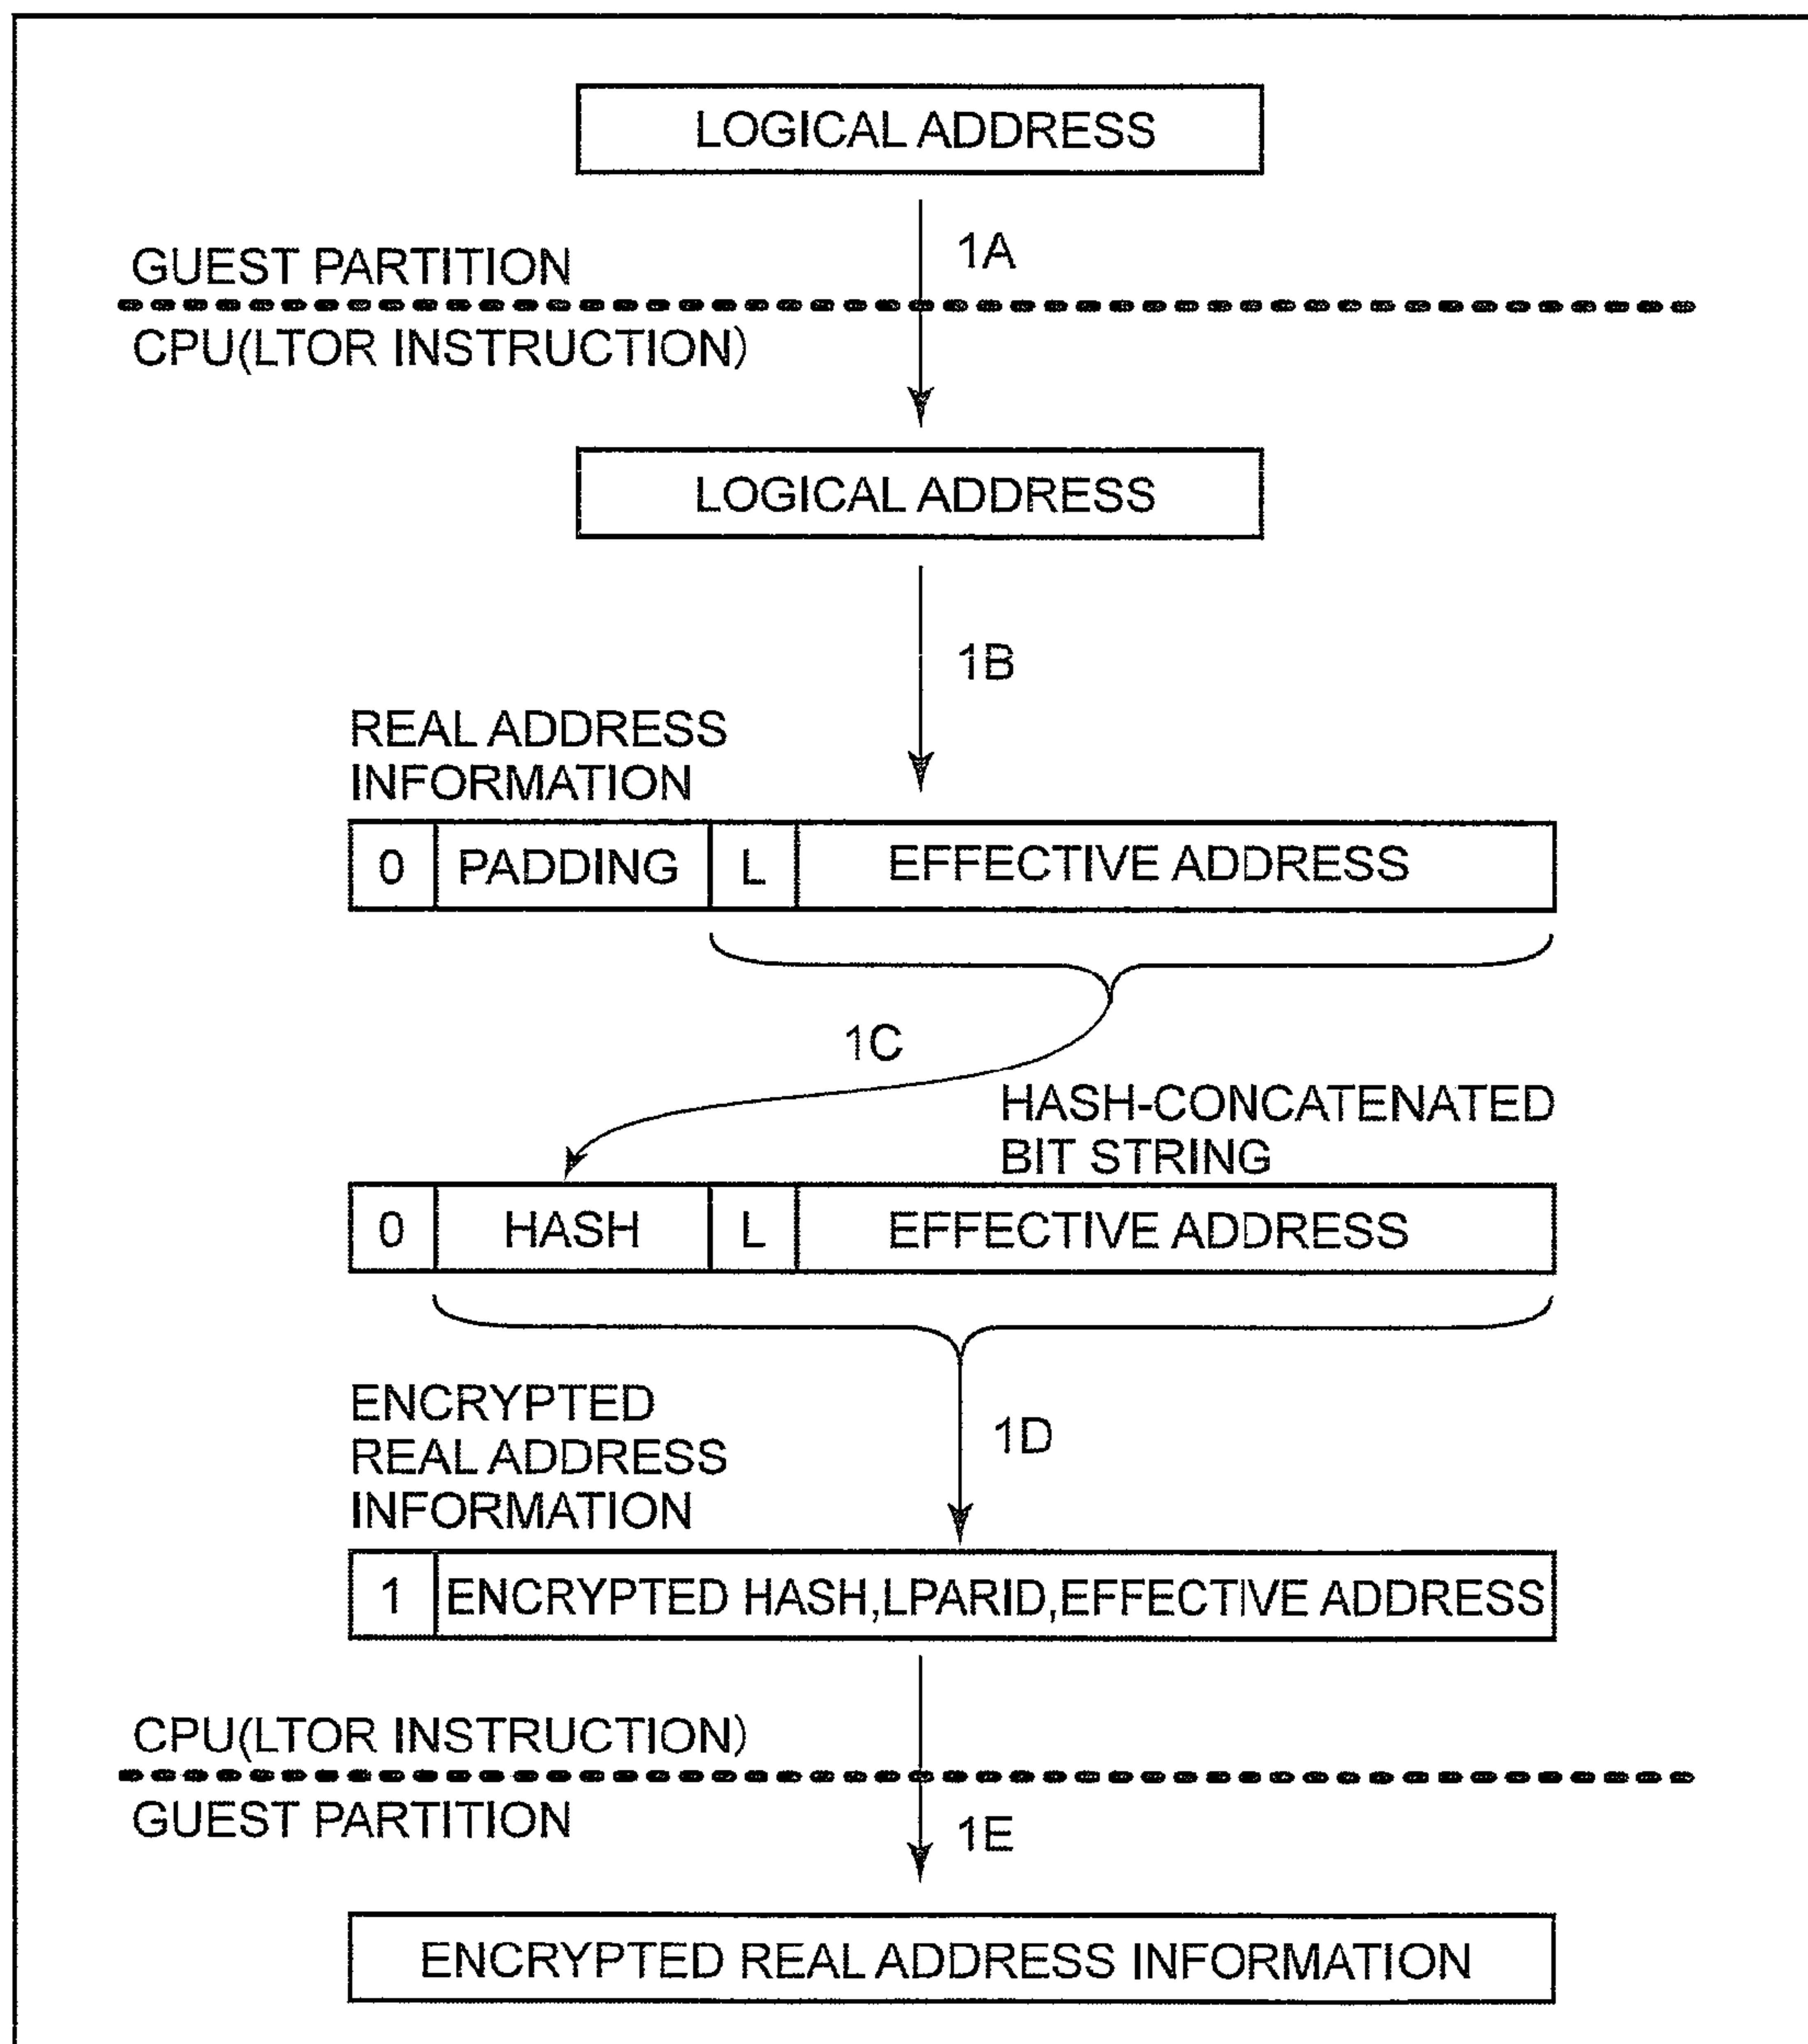 LOGICAL ADDRESS
1A
GUEST PARTITION
CPU(LTOR INSTRUCTION)
LOGICAL ADDRESS
1B
REAL ADDRESS
INFORMATION
0 PADDING L EFFECTIVE ADDRESS
1C
HASH-CONCATENATED
BIT STRING
0 HASH L EFFECTIVE ADDRESS
ENCRYPTED
REAL ADDRESS
INFORMATION
1D
1 ENCRYPTED HASH,LPARID,EFFECTIVE ADDRESS
CPU(LTOR INSTRUCTION)
GUEST PARTITION
1E
ENCRYPTED REAL ADDRESS INFORMATION